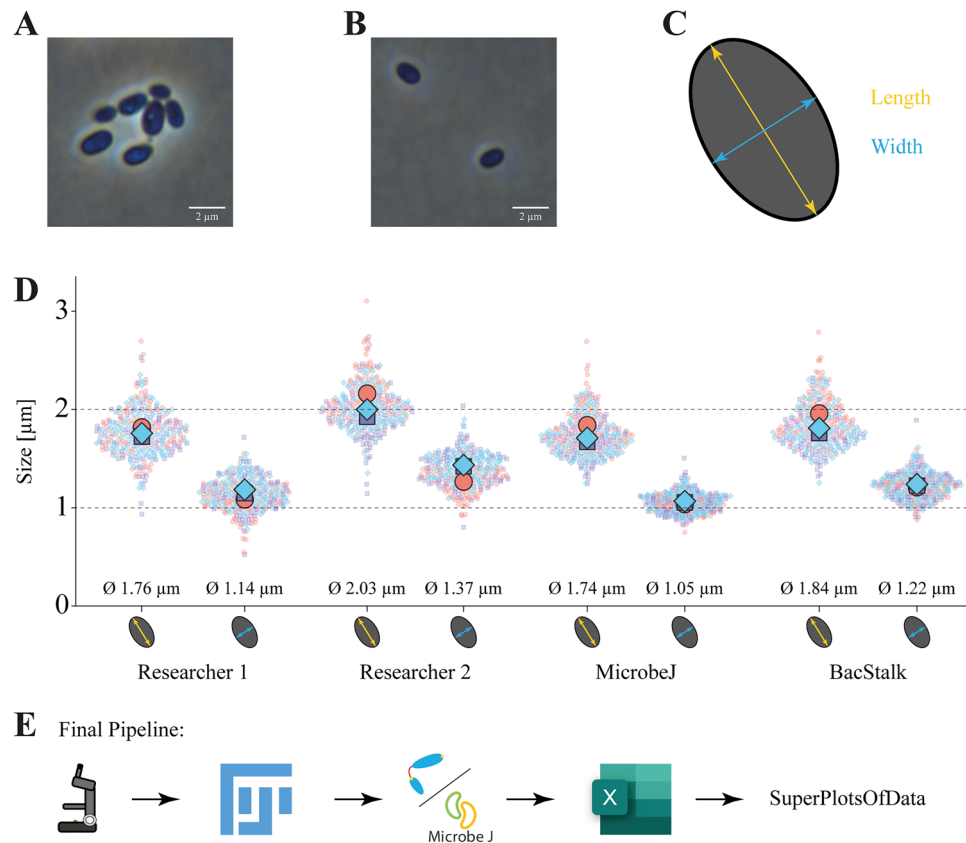 A
B
C
2 µm
2 µm
Length
Width
D
Size [µm]
3
2
1
0
Ø 1.76 µm
Ø 1.14 µm
Ø 2.03 µm
Ø 1.37 µm
Ø 1.74 µm
Ø 1.05 µm
Ø 1.84 µm
Ø 1.22 µm
Researcher 1
Researcher 2
MicrobeJ
BacStalk
E
Final Pipeline:
Microbe J
X
SuperPlotsOfData